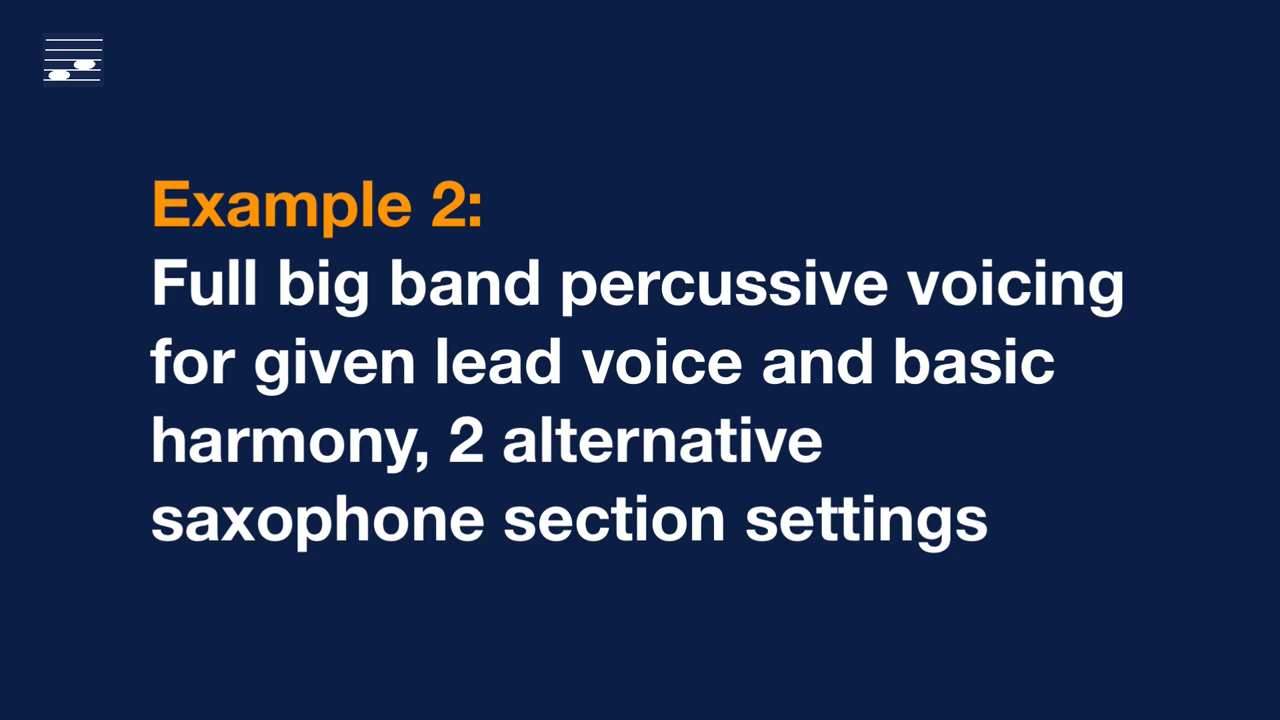 Example 2:
Full big band percussive voicing
for given lead voice and basic
harmony, 2 alternative
saxophone section settings